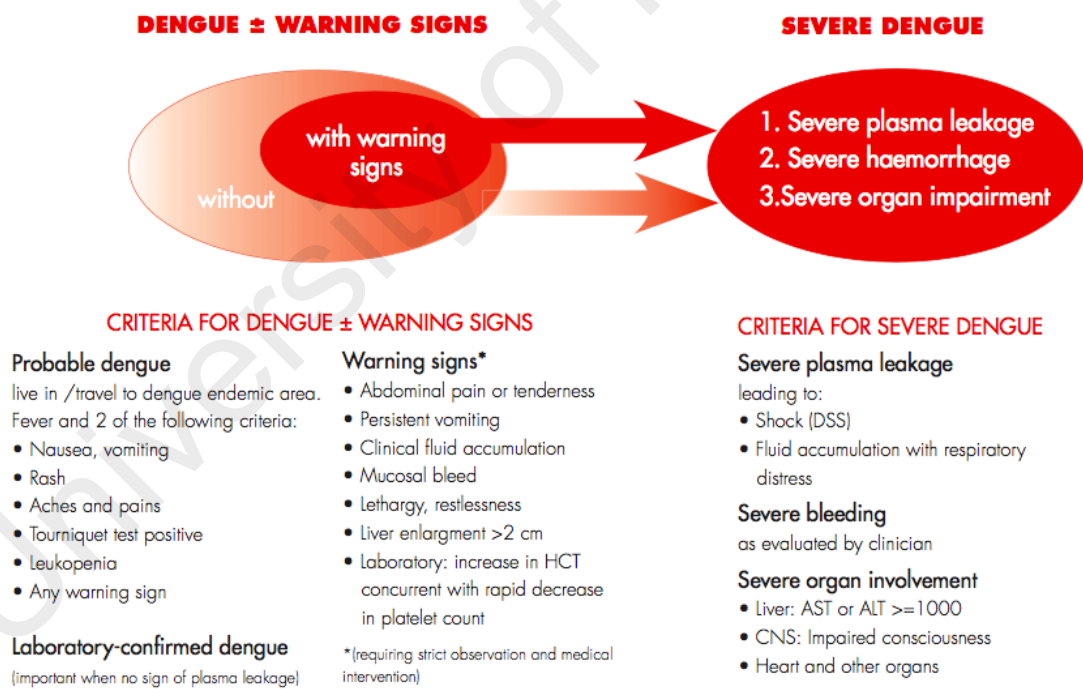 DENGUE ± WARNING SIGNS
SEVERE DENGUE
with warning
signs
without
1. Severe plasma leakage
2. Severe haemorrhage
3.Severe organ impairment
CRITERIA FOR DENGUE ± WARNING SIGNS
Probable dengue
live in /travel to dengue endemic area.
Fever and 2 of the following criteria:
• Nausea, vomiting
• Rash
• Aches and pains
• Tourniquet test positive
• Leukopenia
• Any warning sign
Laboratory-confirmed dengue
(important when no sign of plasma leakage)
Warning signs*
• Abdominal pain or tenderness
• Persistent vomiting
• Clinical fluid accumulation
• Mucosal bleed
• Lethargy, restlessness
• Liver enlargment >2 cm
• Laboratory: increase in HCT
concurrent with rapid decrease
in platelet count
*(requiring strict observation and medical
intervention)
CRITERIA FOR SEVERE DENGUE
Severe plasma leakage
leading to:
• Shock (DSS)
• Fluid accumulation with respiratory
distress
Severe bleeding
as evaluated by clinician
Severe organ involvement
• Liver: AST or ALT >=1000
• CNS: Impaired consciousness
• Heart and other organs
University of